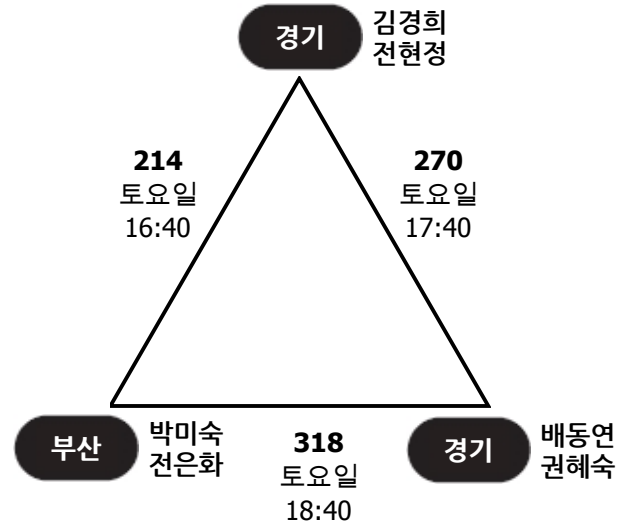 경기
김경희
전현정
214
토요일
16:40
270
토요일
17:40
부산
박미숙
전은화
318
토요일
18:40
경기
배동연
권혜숙